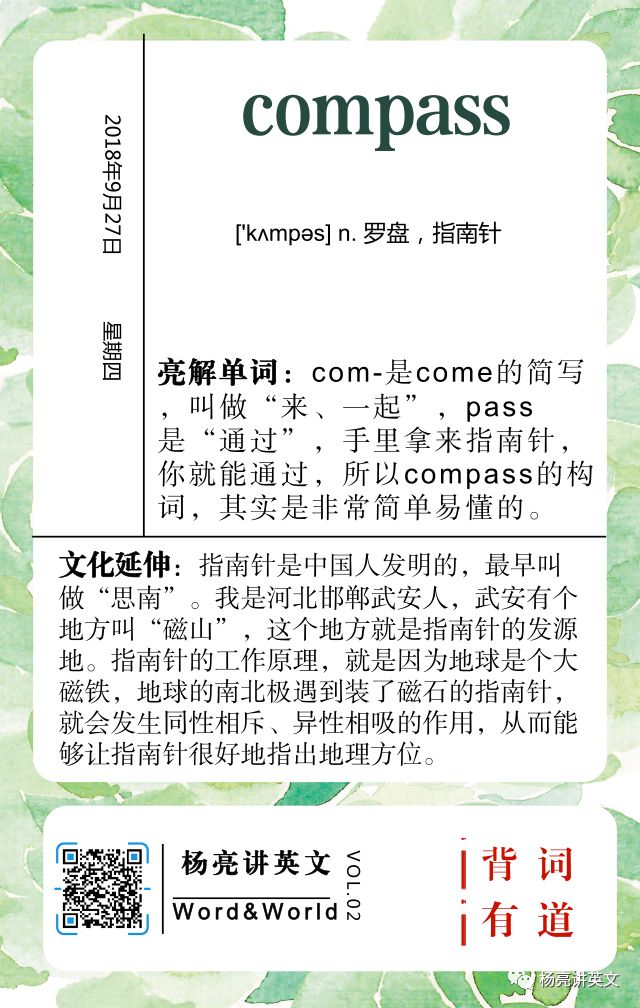 compass
2018年9月27日 星期四
['kʌmpəs] n. 罗盘，指南针
亮解单词：com-是come的简写
，叫做“来、一起”，pass
是“通过”，手里拿来指南针，
你就能通过，所以compass的构
词，其实是非常简单易懂的。
文化延伸：指南针是中国人发明的，最早叫
做“思南”。我是河北邯郸武安人，武安有个
地方叫“磁山”，这个地方就是指南针的发源
地。指南针的工作原理，就是因为地球是个大
磁铁，地球的南北极遇到装了磁石的指南针，
就会发生同性相斥、异性相吸的作用，从而能
够让指南针很好地指出地理方位。
杨亮讲英文
Word&World
VOL.02
背词
有道
杨亮讲英文